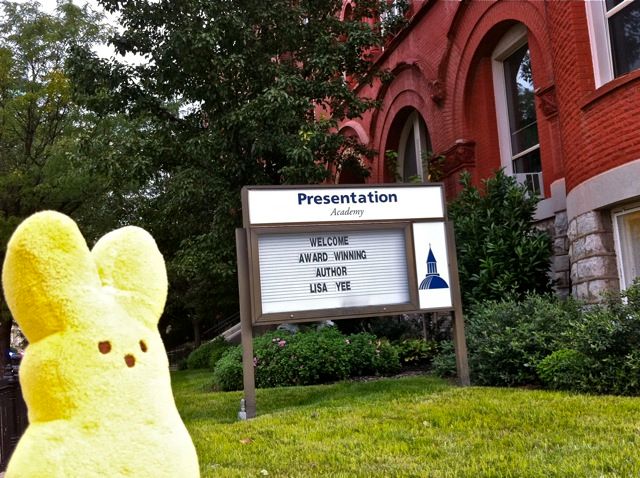 Presentation
Academy
WELCOME
AWARD WINNING
AUTHOR
LISA YEE